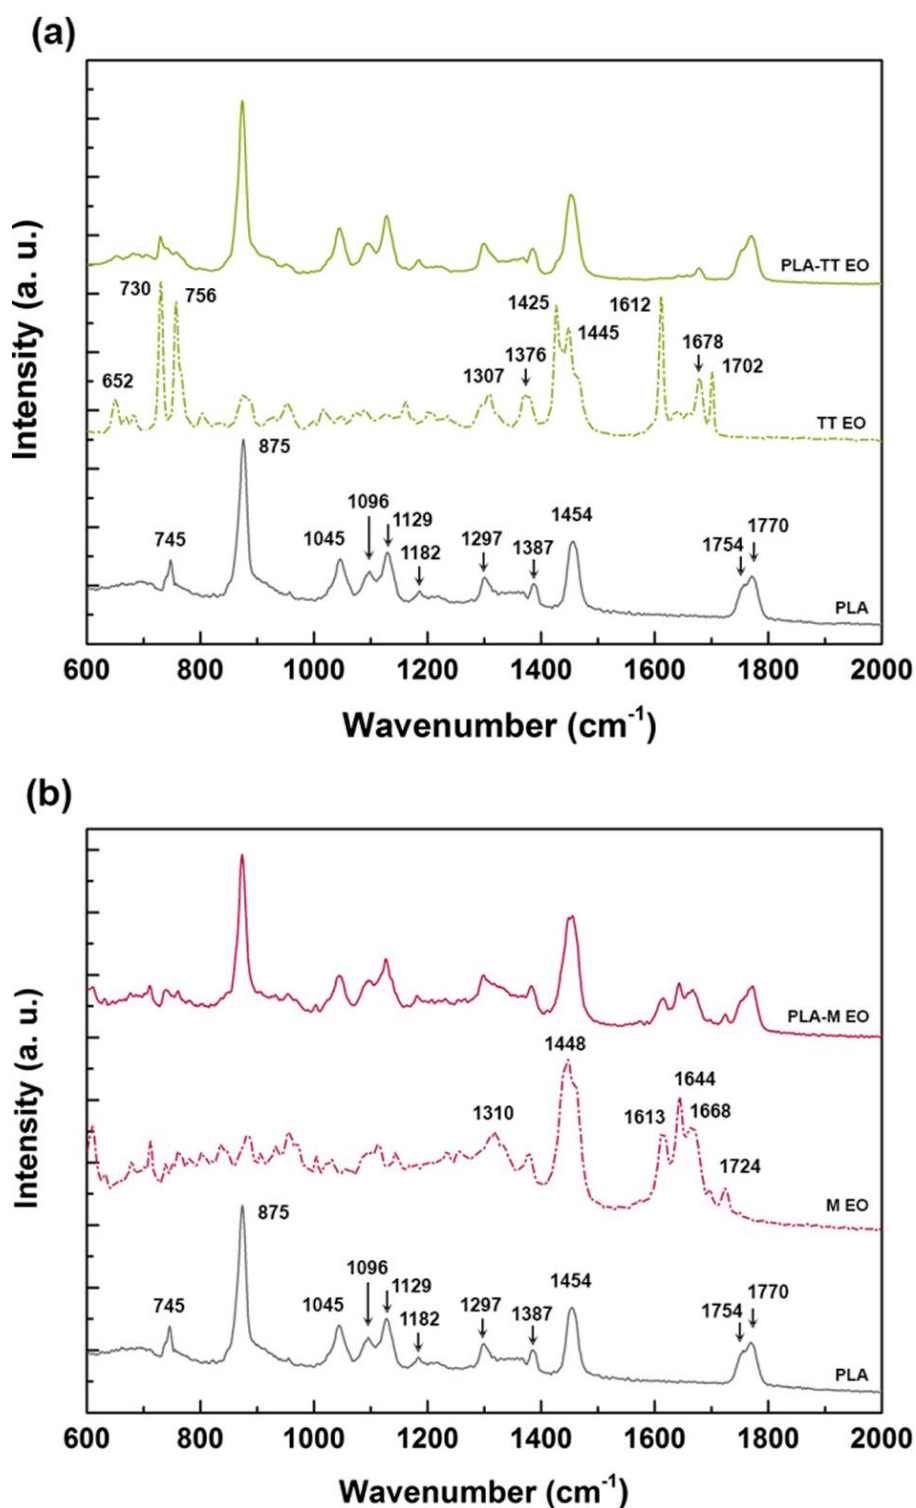 (a)
Intensity (a. u.)
PLA-TT EO
730
756
652
1307
1376
1425
1445
1612
1678
1702
TT EO
745
875
1045
1096
1129
1182
1297
1387
1454
1754
1770
PLA
600 800 1000 1200 1400 1600 1800 2000
Wavenumber (cm⁻¹)
(b)
Intensity (a. u.)
PLA-M EO
1310
1448
1613
1644
1668
1724
M EO
745
875
1045
1096
1129
1182
1297
1387
1454
1754
1770
PLA
600 800 1000 1200 1400 1600 1800 2000
Wavenumber (cm⁻¹)